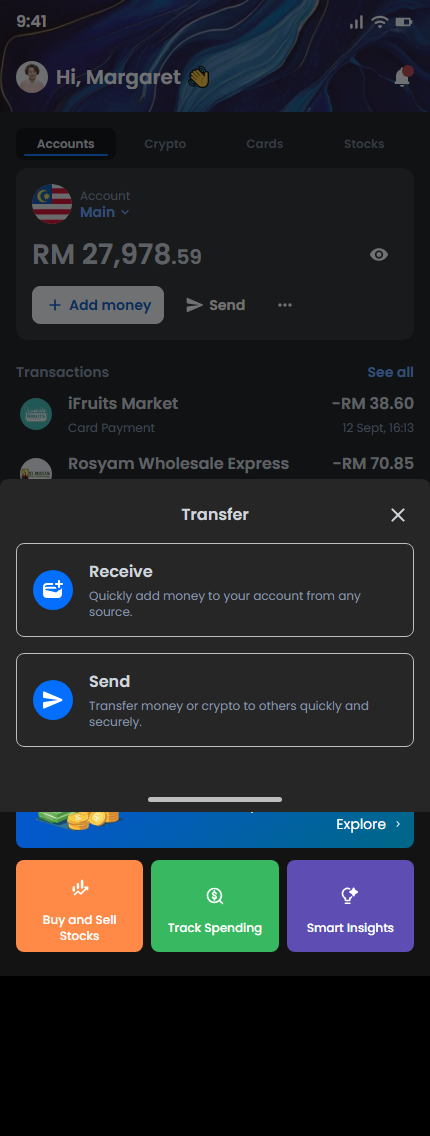 9:41
Hi, Margaret 👋
Accounts
Crypto
Cards
Stocks
Account
Main
RM 27,978.59
+ Add money
Send
Transactions
See all
iFruits Market
-RM 38.60
Card Payment
12 Sept, 16:13
Rosyam Wholesale Express
-RM 70.85
Transfer
Receive
Quickly add money to your account from any
source.
Send
Transfer money or crypto to others quickly and
securely.
Explore
Buy and Sell
Stocks
Track Spending
Smart Insights